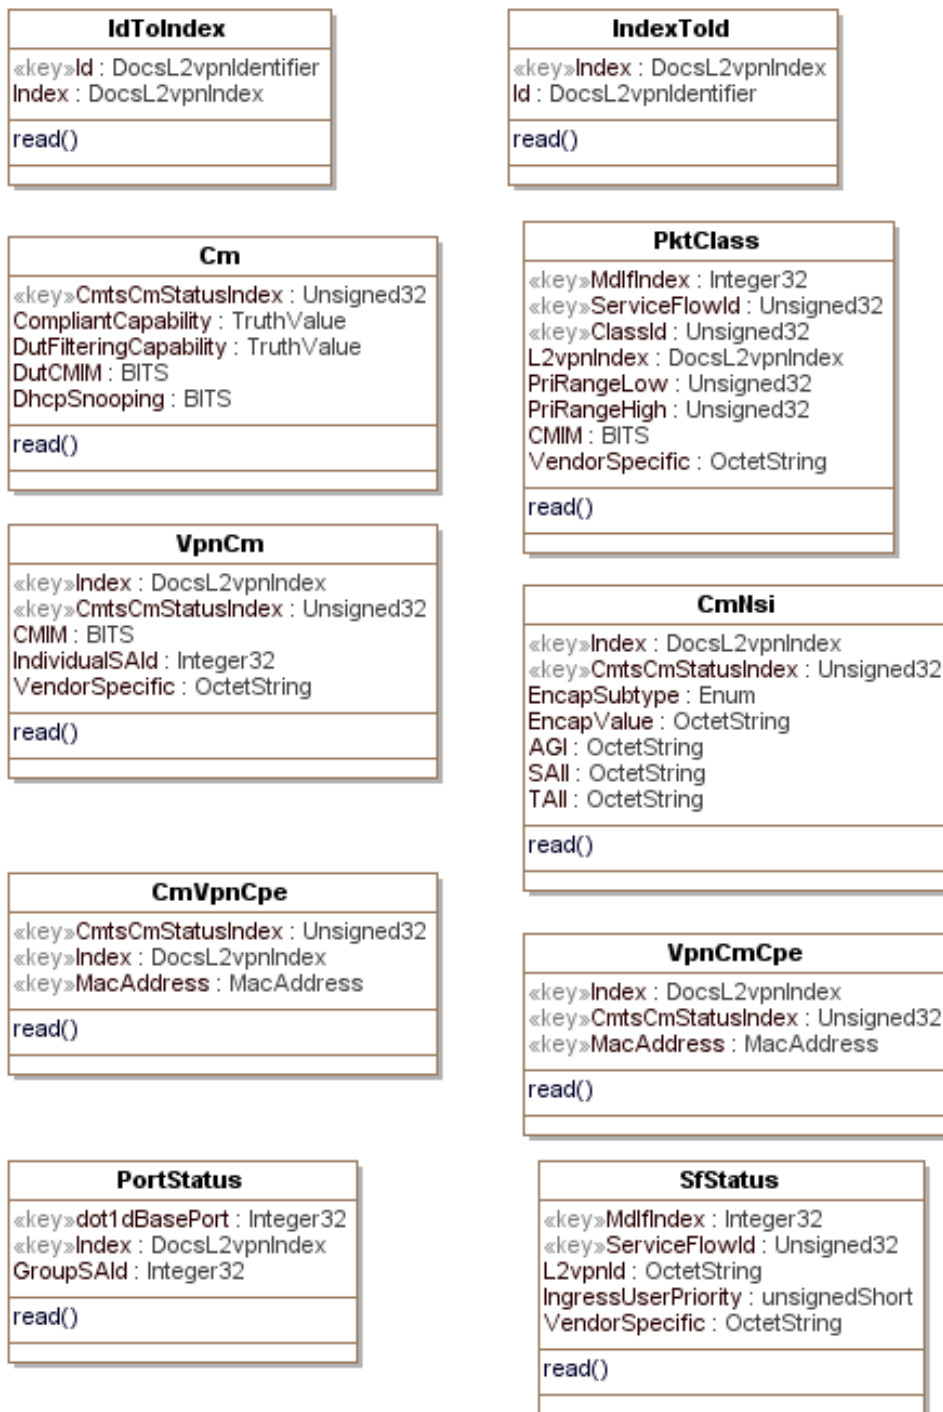 IdToIndex
«key»Id : DocsL2vpnIdentifier
Index : DocsL2vpnIndex
read()
IndexToId
«key»Index : DocsL2vpnIndex
Id : DocsL2vpnIdentifier
read()
Cm
«key»CmtsCmStatusIndex : Unsigned32
CompliantCapability : TruthValue
DutFilteringCapability : TruthValue
DutCMIM : BITS
DhcpSnooping : BITS
read()
PktClass
«key»MdIfIndex : Integer32
«key»ServiceFlowId : Unsigned32
«key»ClassId : Unsigned32
L2vpnIndex : DocsL2vpnIndex
PriRangeLow : Unsigned32
PriRangeHigh : Unsigned32
CMIM : BITS
VendorSpecific : OctetString
read()
VpnCm
«key»Index : DocsL2vpnIndex
«key»CmtsCmStatusIndex : Unsigned32
CMIM : BITS
IndividualSAId : Integer32
VendorSpecific : OctetString
read()
CmNsi
«key»Index : DocsL2vpnIndex
«key»CmtsCmStatusIndex : Unsigned32
EncapSubtype : Enum
EncapValue : OctetString
AGI : OctetString
SAII : OctetString
TAII : OctetString
read()
CmVpnCpe
«key»CmtsCmStatusIndex : Unsigned32
«key»Index : DocsL2vpnIndex
«key»MacAddress : MacAddress
read()
VpnCmCpe
«key»Index : DocsL2vpnIndex
«key»CmtsCmStatusIndex : Unsigned32
«key»MacAddress : MacAddress
read()
PortStatus
«key»dot1dBasePort : Integer32
«key»Index : DocsL2vpnIndex
GroupSAId : Integer32
read()
SfStatus
«key»MdIfIndex : Integer32
«key»ServiceFlowId : Unsigned32
L2vpnId : OctetString
IngressUserPriority : unsignedShort
VendorSpecific : OctetString
read()